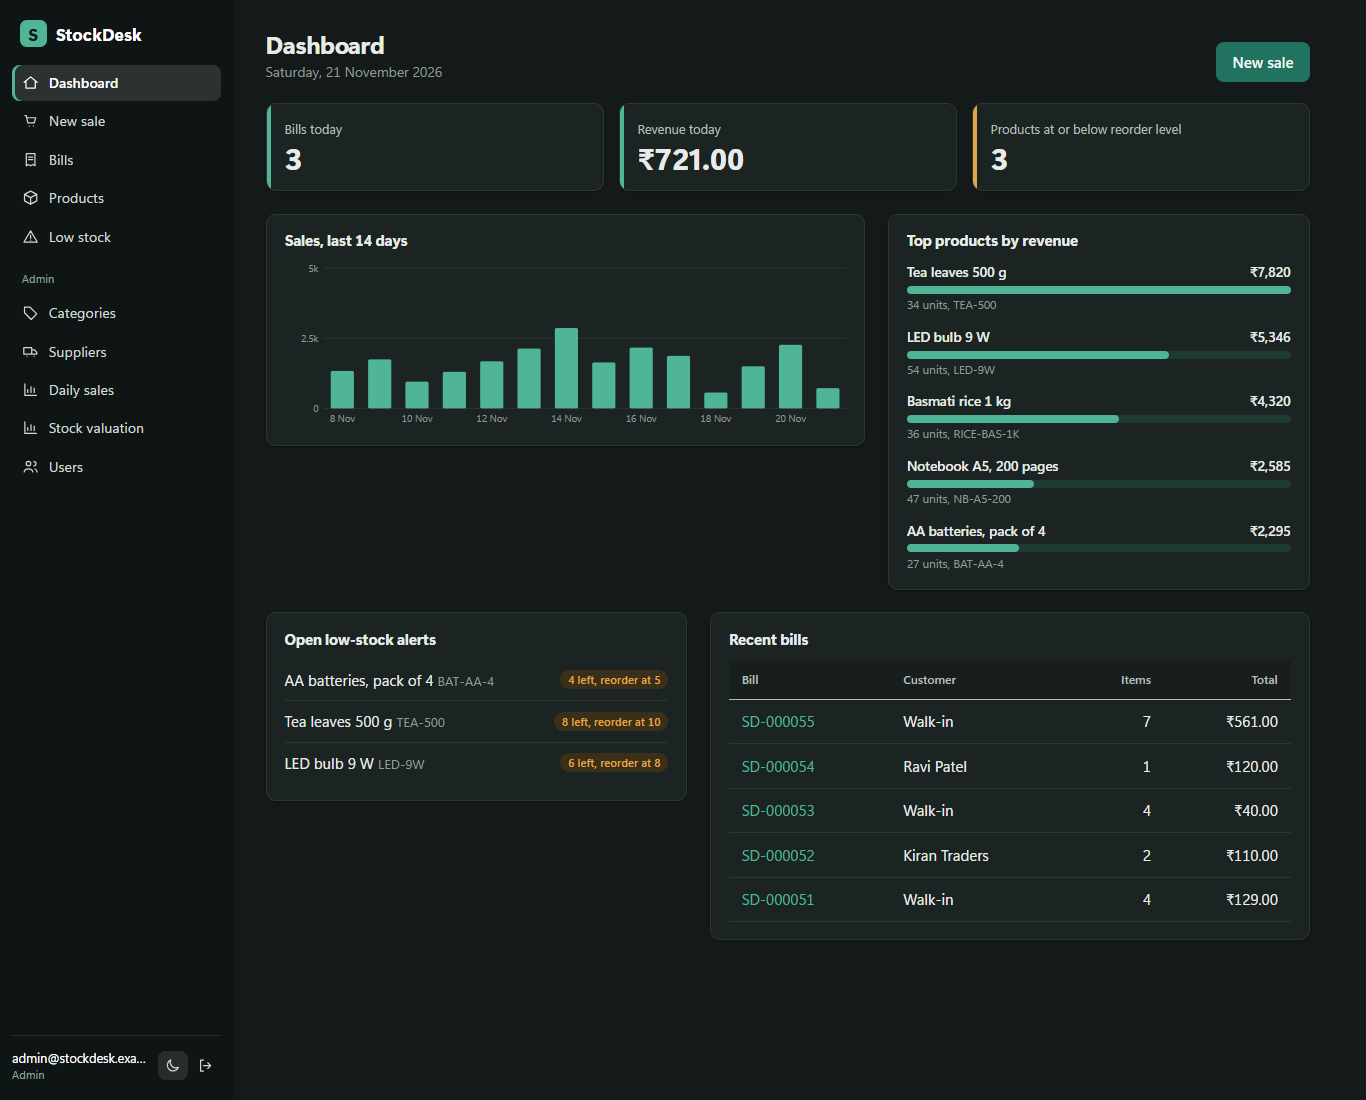 S StockDesk
Dashboard
New sale
Bills
Products
Low stock
Admin
Categories
Suppliers
Daily sales
Stock valuation
Users
admin@stockdesk.exa...
Admin
Dashboard
Saturday, 21 November 2026
New sale
Bills today
3
Revenue today
₹721.00
Products at or below reorder level
3
Sales, last 14 days
5k
2.5k
0
8 Nov 10 Nov 12 Nov 14 Nov 16 Nov 18 Nov 20 Nov
Top products by revenue
Tea leaves 500 g ₹7,820
34 units, TEA-500
LED bulb 9 W ₹5,346
54 units, LED-9W
Basmati rice 1 kg ₹4,320
36 units, RICE-BAS-1K
Notebook A5, 200 pages ₹2,585
47 units, NB-A5-200
AA batteries, pack of 4 ₹2,295
27 units, BAT-AA-4
Open low-stock alerts
AA batteries, pack of 4 BAT-AA-4 4 left, reorder at 5
Tea leaves 500 g TEA-500 8 left, reorder at 10
LED bulb 9 W LED-9W 6 left, reorder at 8
Recent bills
Bill Customer Items Total
SD-000055 Walk-in 7 ₹561.00
SD-000054 Ravi Patel 1 ₹120.00
SD-000053 Walk-in 4 ₹40.00
SD-000052 Kiran Traders 2 ₹110.00
SD-000051 Walk-in 4 ₹129.00